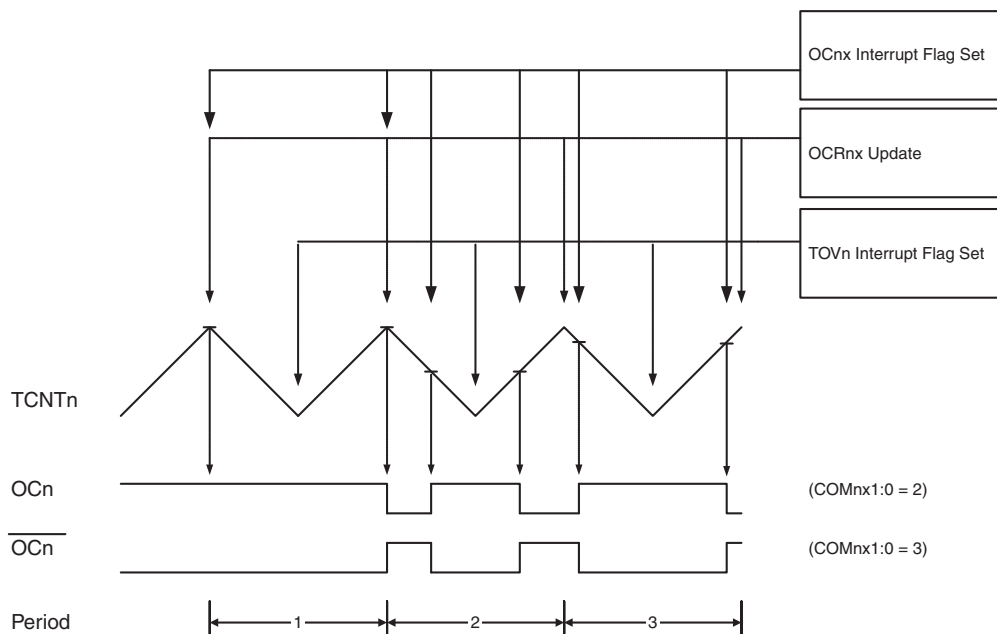 OCnx Interrupt Flag Set
OCRnx Update
TOVn Interrupt Flag Set
TCNTn
OCn (COMnx1:0 = 2)
OCn (COMnx1:0 = 3)
Period 1 2 3